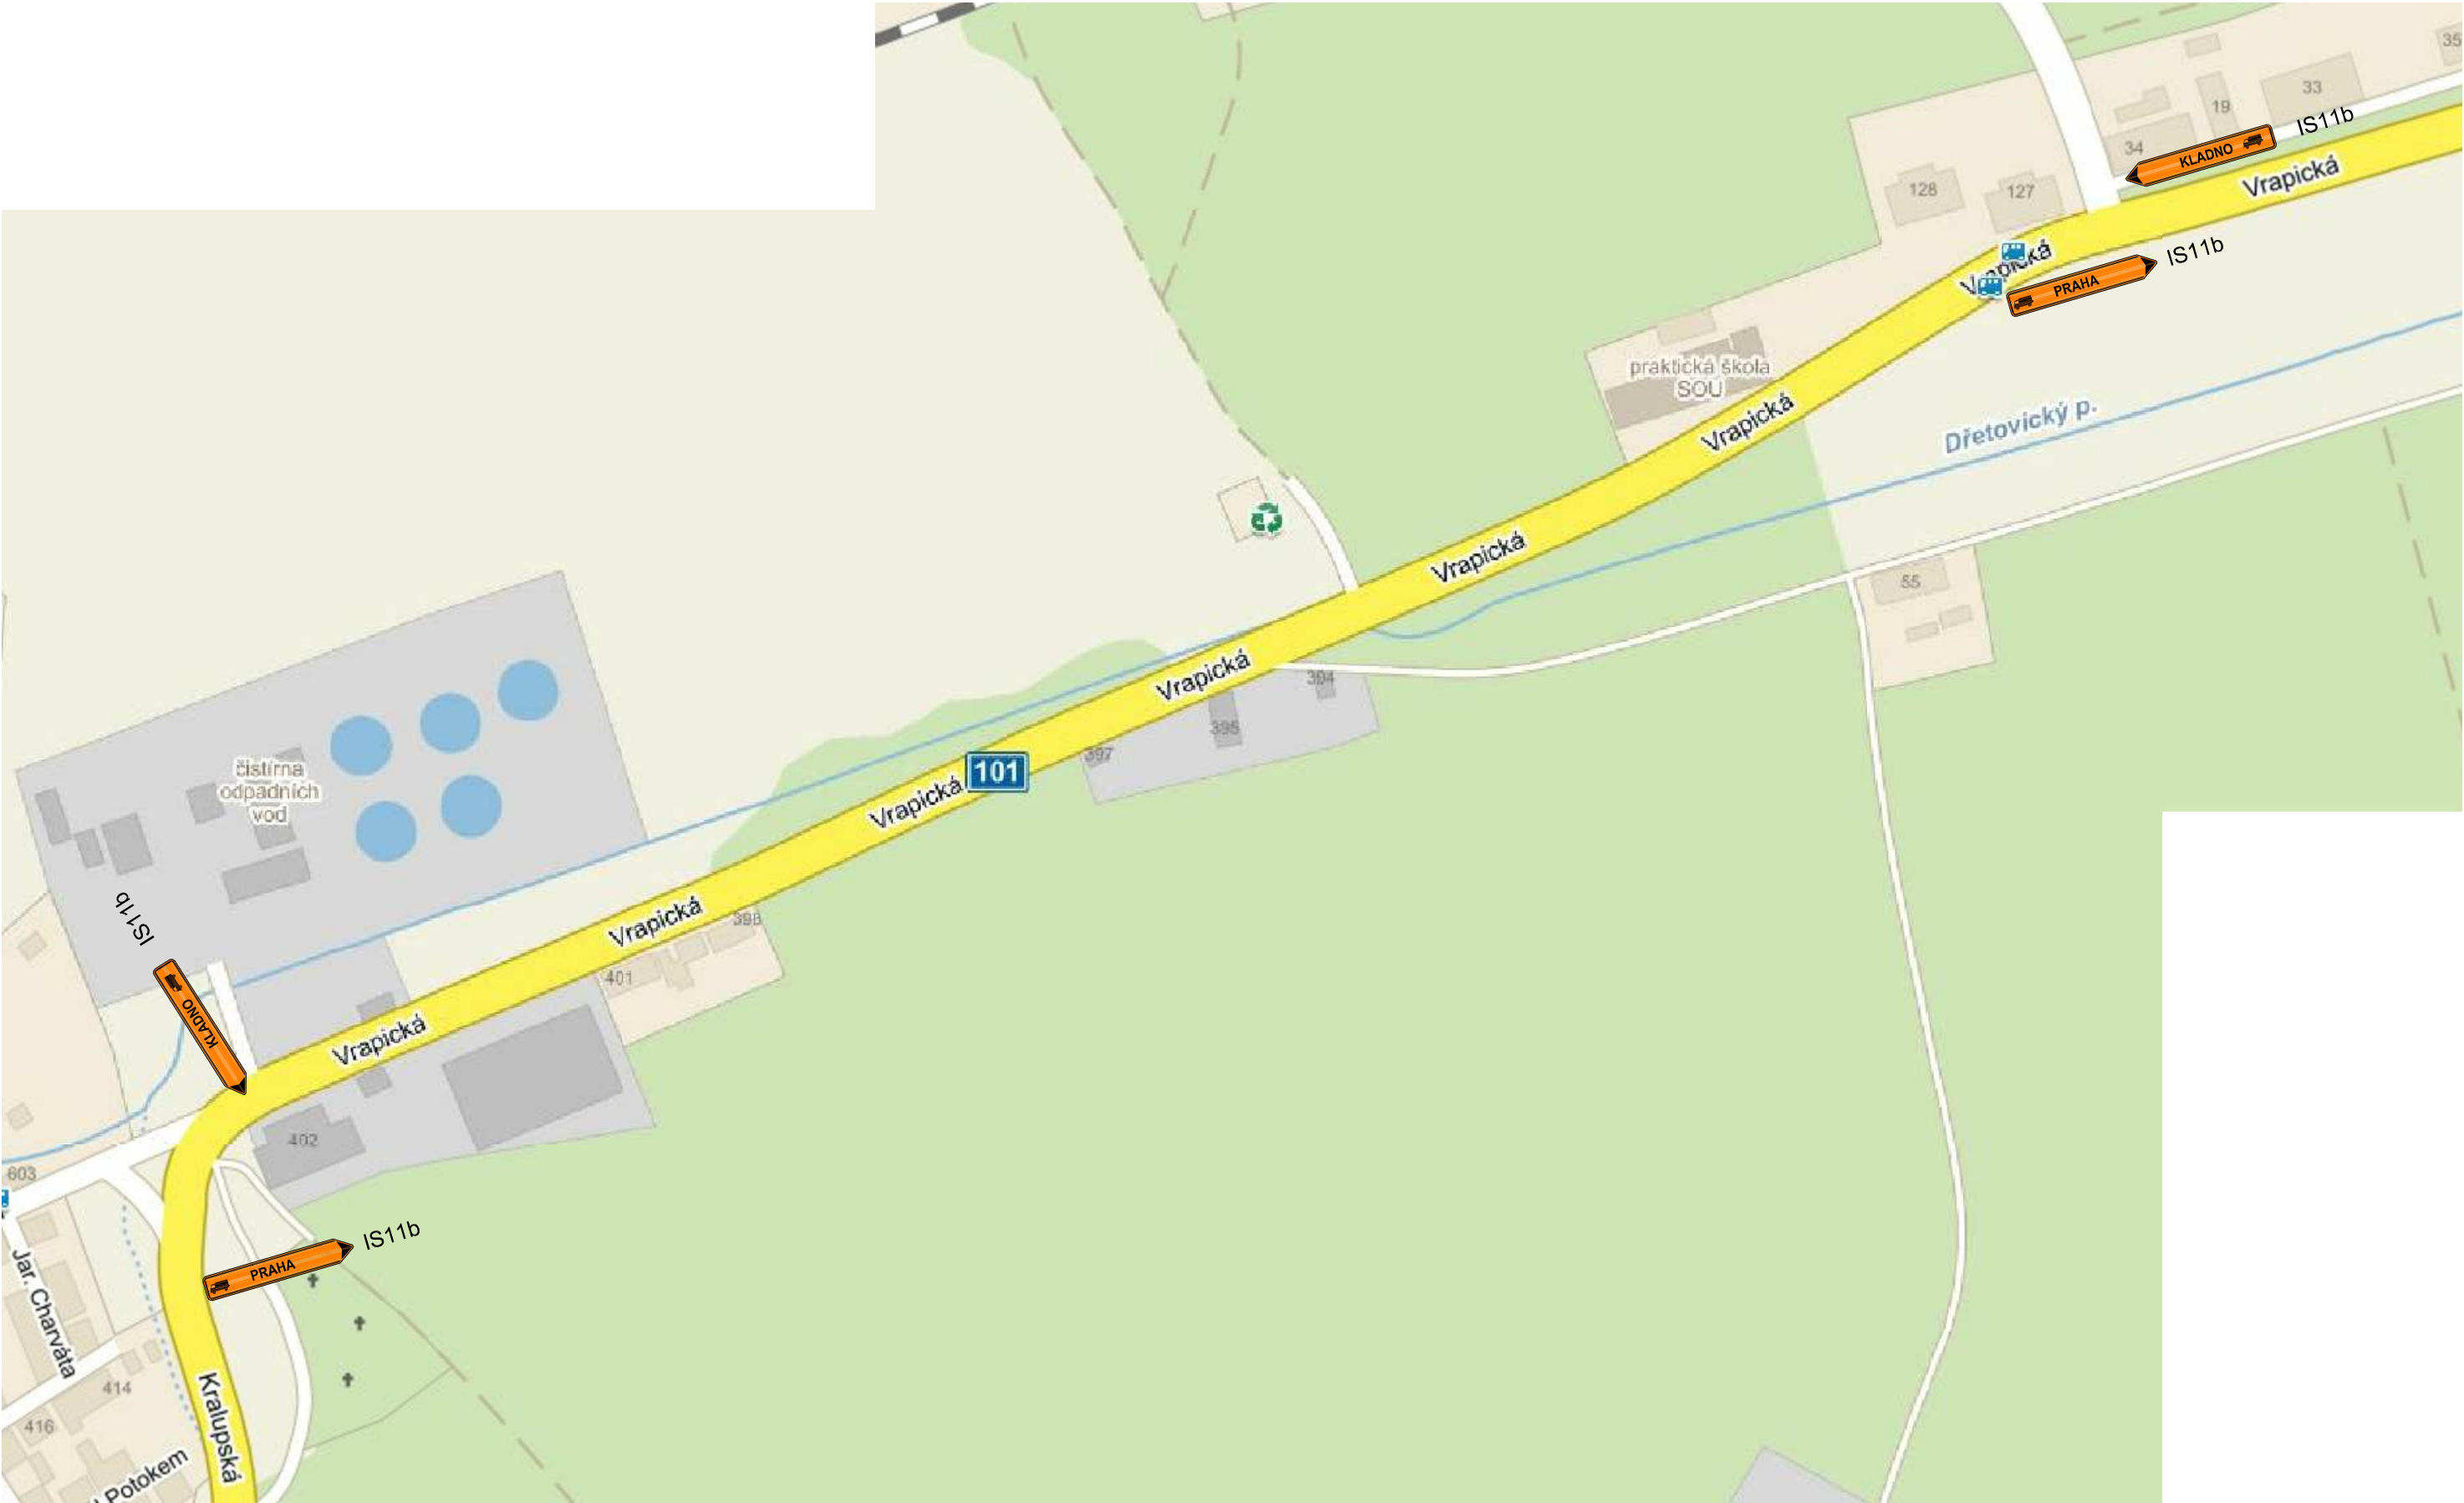 35
33
19
IS11b
34
KLADNO
Vrapická
128
127
IS11b
Vrapická
PRAHA
praktická škola
SOU
Vrapická
Dřetovický p.
Vrapická
55
Vrapická
394
395
397
101
Vrapická
čistírna
odpadních
vod
Vrapická
398
401
IS11b
KLADNO
Vrapická
402
603
IS11b
PRAHA
Jar. Charváta
414
Kralupská
416
Potokem